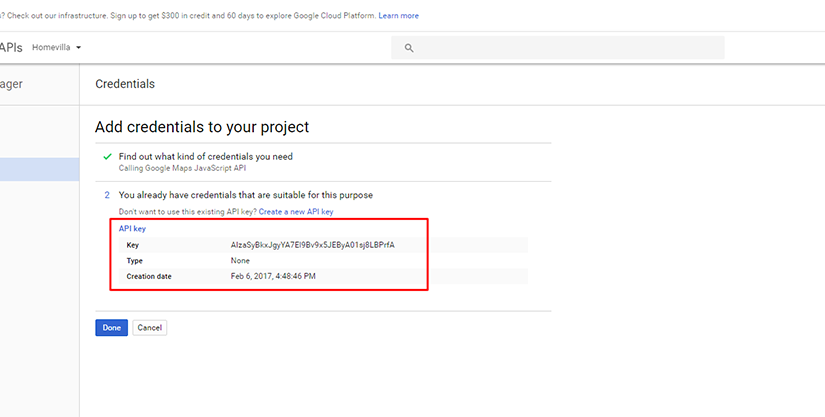 s? Check out our infrastructure. Sign up to get $300 in credit and 60 days to explore Google Cloud Platform. Learn more
APIs Homevilla
ager
Credentials
Add credentials to your project
Find out what kind of credentials you need
Calling Google Maps JavaScript API
2 You already have credentials that are suitable for this purpose
Don't want to use this existing API key? Create a new API key
API key
Key AIzaSyBkxJgyYA7EI9Bv9x5JEByA01sj8LBPrfA
Type None
Creation date Feb 6, 2017, 4:48:46 PM
Done Cancel